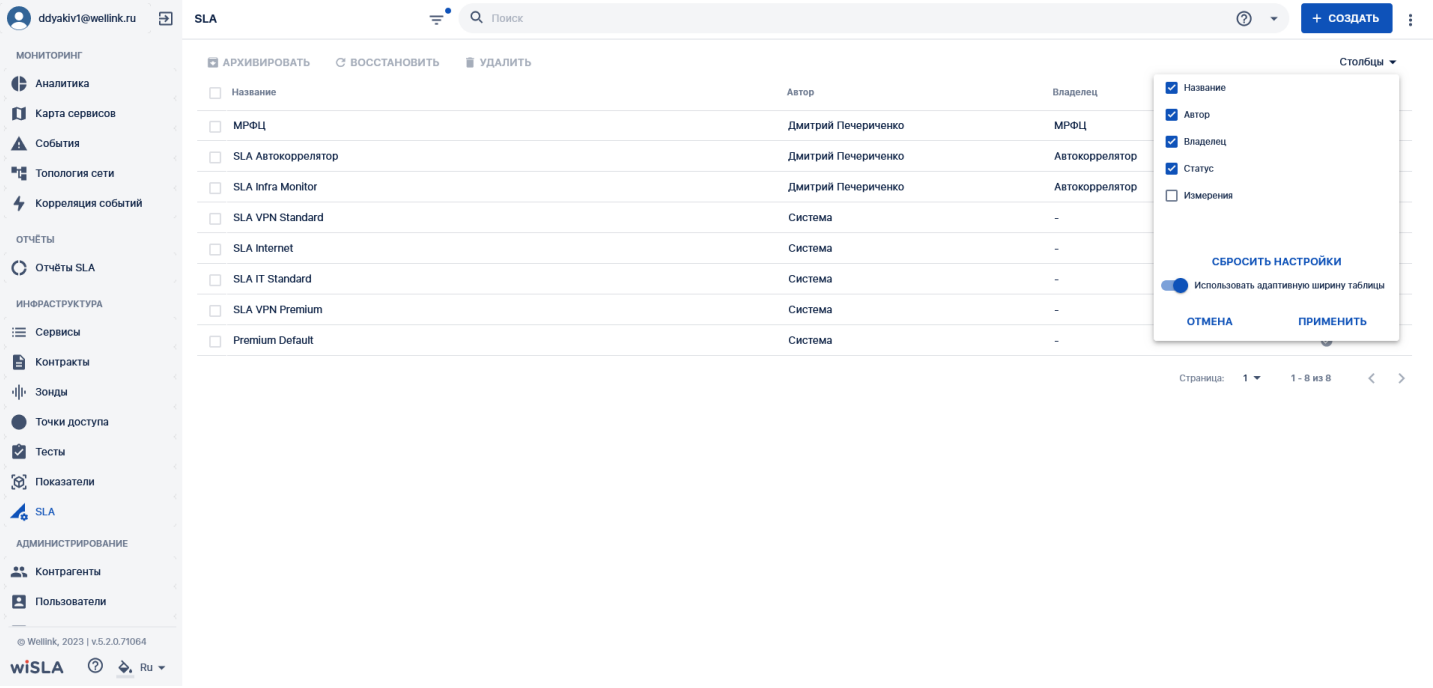 ddyakiv1@wellink.ru
SLA
Поиск
+ СОЗДАТЬ
МОНИТОРИНГ
Аналитика
Карта сервисов
События
Топология сети
Корреляция событий
ОТЧЁТЫ
Отчёты SLA
ИНФРАСТРУКТУРА
Сервисы
Контракты
Зонды
Точки доступа
Тесты
Показатели
SLA
АДМИНИСТРИРОВАНИЕ
Контрагенты
Пользователи
© Wellink, 2023 | v.5.2.0.71064
wiSLA Ru
АРХИВИРОВАТЬ ВОССТАНОВИТЬ УДАЛИТЬ
Столбцы
Название Автор Владелец
МРФЦ Дмитрий Печериченко МРФЦ
SLA Автокоррелятор Дмитрий Печериченко Автокоррелятор
SLA Infra Monitor Дмитрий Печериченко Автокоррелятор
SLA VPN Standard Система -
SLA Internet Система -
SLA IT Standard Система -
SLA VPN Premium Система -
Premium Default Система -
Название
Автор
Владелец
Статус
Измерения
СБРОСИТЬ НАСТРОЙКИ
Использовать адаптивную ширину таблицы
ОТМЕНА ПРИМЕНИТЬ
Страница: 1 1 - 8 из 8